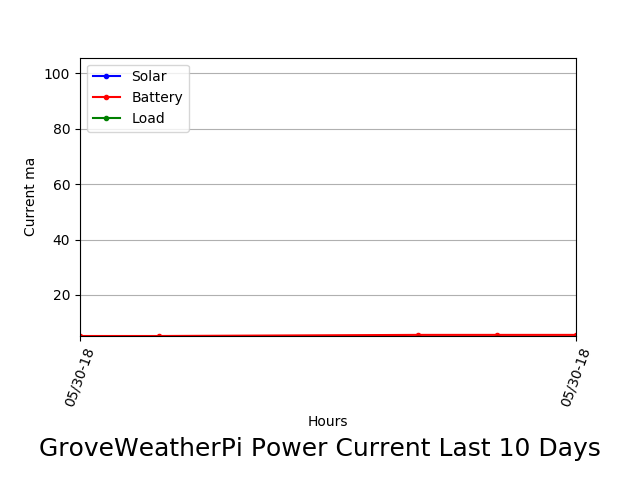 100
80
60
40
20
Current ma
Solar
Battery
Load
05/30-18
05/30-18
Hours
GroveWeatherPi Power Current Last 10 Days